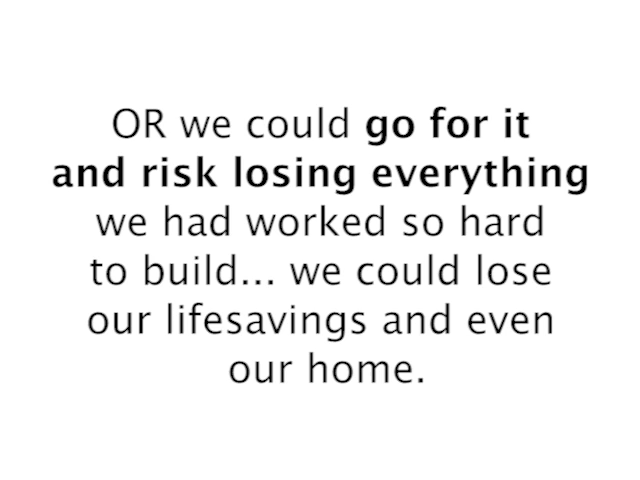 OR we could go for it
and risk losing everything
we had worked so hard
to build... we could lose
our lifesavings and even
our home.